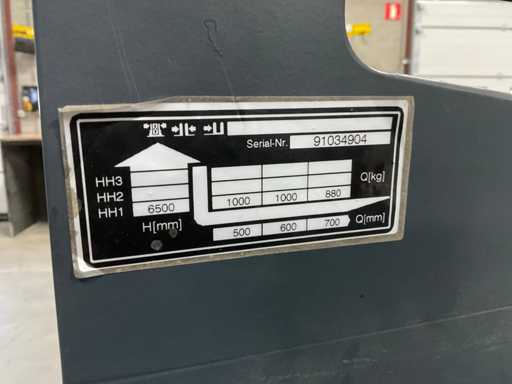 Serial-Nr. 91034904
HH3 Q[kg]
HH2 1000 1000 880
HH1 6500
H[mm] 500 600 700 Q[mm]